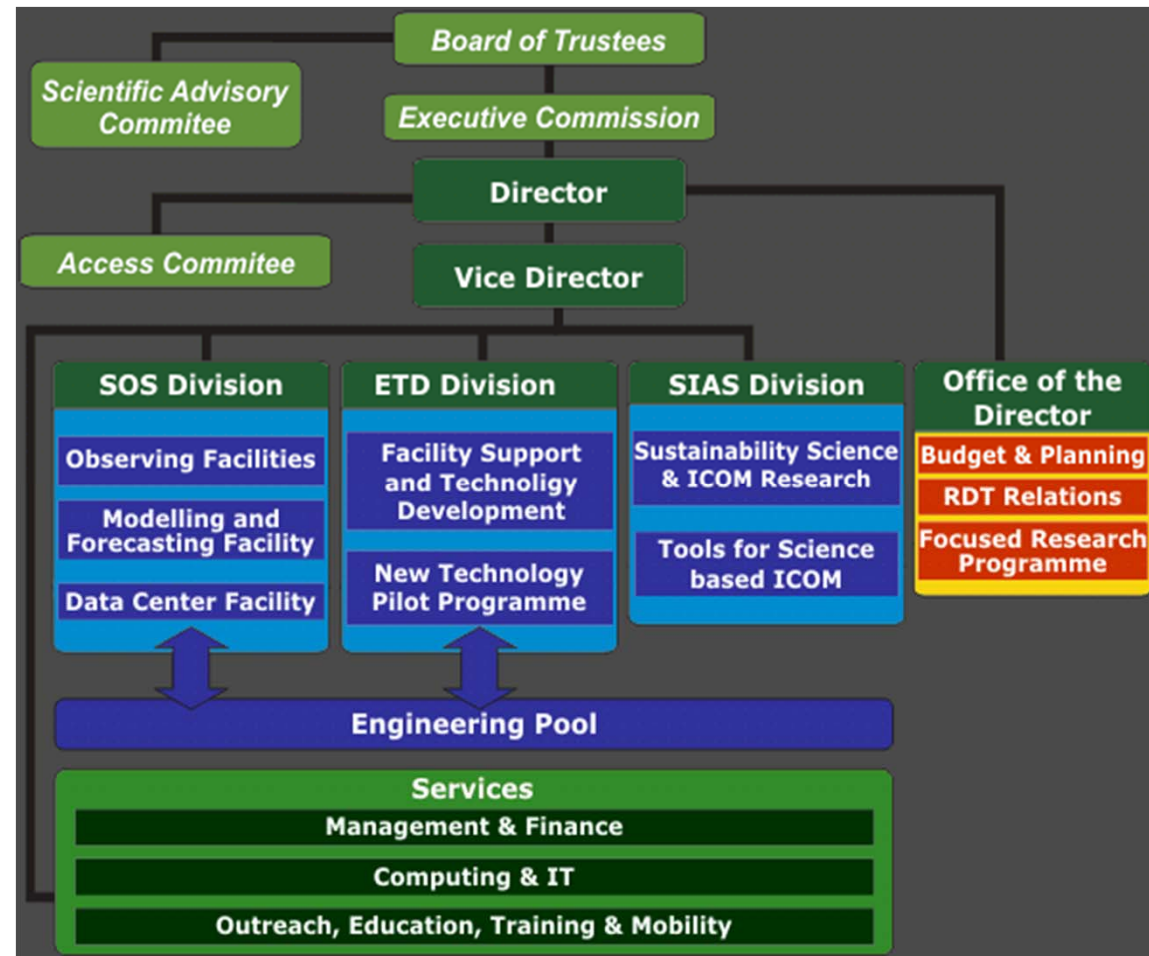 Board of Trustees
Scientific Advisory
Commitee
Executive Commission
Director
Access Commitee
Vice Director
SOS Division
Observing Facilities
Modelling and
Forecasting Facility
Data Center Facility
ETD Division
Facility Support
and Technoligy
Development
New Technology
Pilot Programme
SIAS Division
Sustainability Science
& ICOM Research
Tools for Science
based ICOM
Office of the
Director
Budget & Planning
RDT Relations
Focused Research
Programme
Engineering Pool
Services
Management & Finance
Computing & IT
Outreach, Education, Training & Mobility